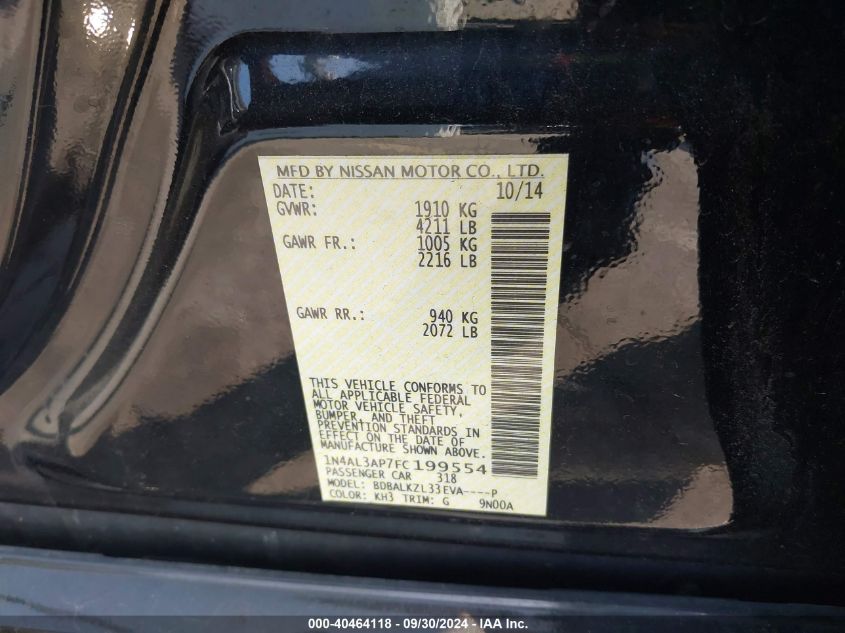 MFD BY NISSAN MOTOR CO., LTD.
DATE: 10/14
GVWR: 1910 KG
4211 LB
GAWR FR.: 1005 KG
2216 LB
GAWR RR.: 940 KG
2072 LB
THIS VEHICLE CONFORMS TO
ALL APPLICABLE FEDERAL
MOTOR VEHICLE SAFETY,
BUMPER, AND THEFT
PREVENTION STANDARDS IN
EFFECT ON THE DATE OF
MANUFACTURE SHOWN ABOVE.
1N4AL3AP7FC199554
PASSENGER CAR 318
MODEL: BDBALKZL33EVA----P
COLOR: KH3 TRIM: G 9N00A
000-40464118 - 09/30/2024 - IAA Inc.